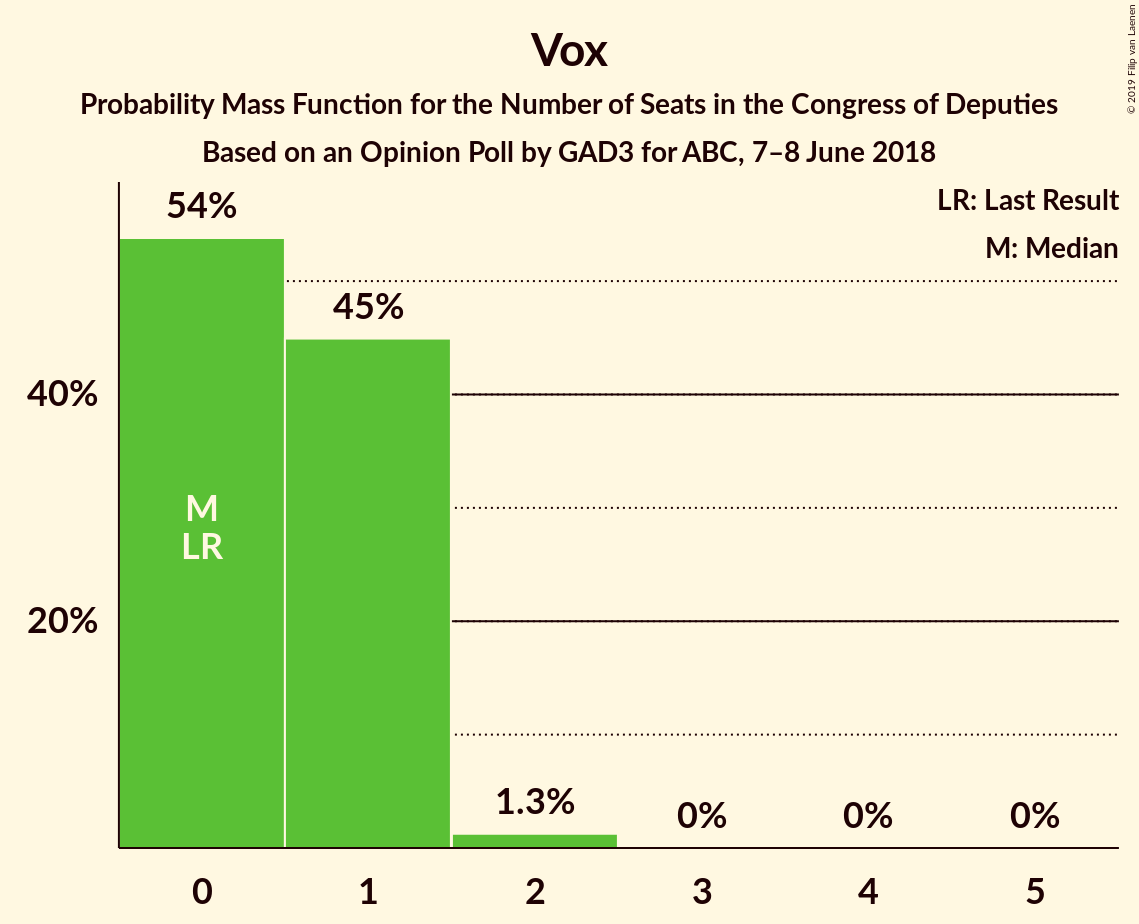 Vox
Probability Mass Function for the Number of Seats in the Congress of Deputies
Based on an Opinion Poll by GAD3 for ABC, 7–8 June 2018
© 2019 Filip van Laenen
LR: Last Result
M: Median
54%
45%
40%
M
LR
20%
1.3%
0%
0%
0%
0
1
2
3
4
5